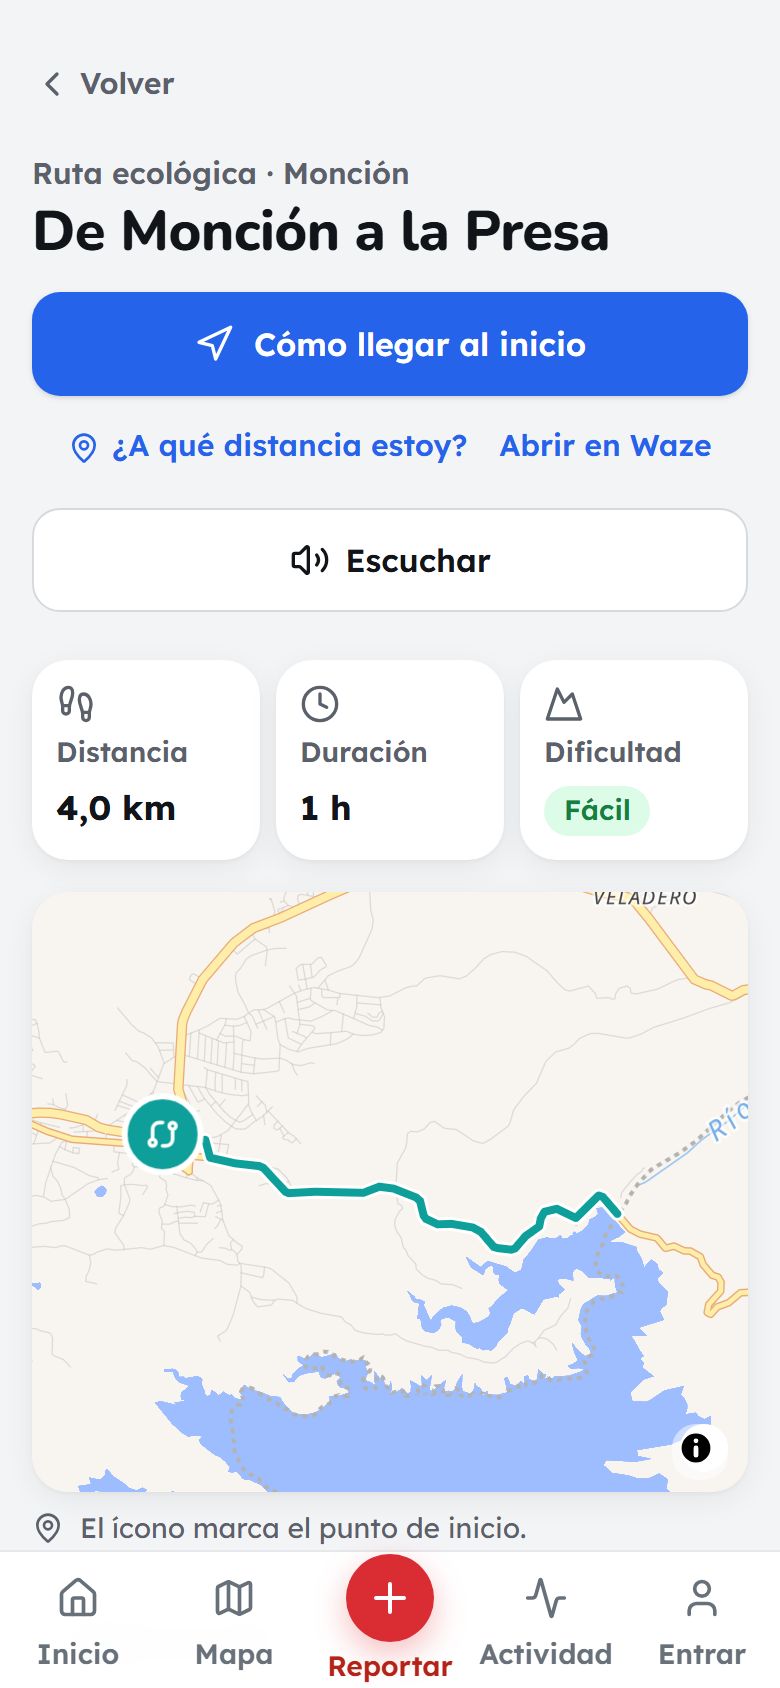 Volver
Ruta ecológica · Monción
De Monción a la Presa
Cómo llegar al inicio
¿A qué distancia estoy? Abrir en Waze
Escuchar
Distancia Duración Dificultad
4,0 km 1 h Fácil
VELADERO
Río
El ícono marca el punto de inicio.
Inicio Mapa Reportar Actividad Entrar